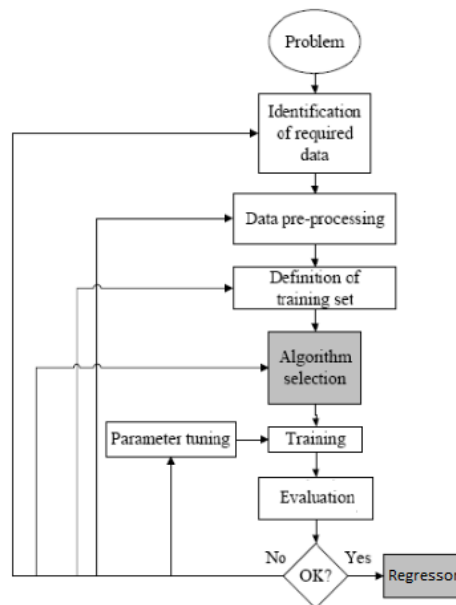 Problem
Identification
of required
data
Data pre-processing
Definition of
training set
Algorithm
selection
Parameter tuning
Training
Evaluation
No
Yes
OK?
Regressor